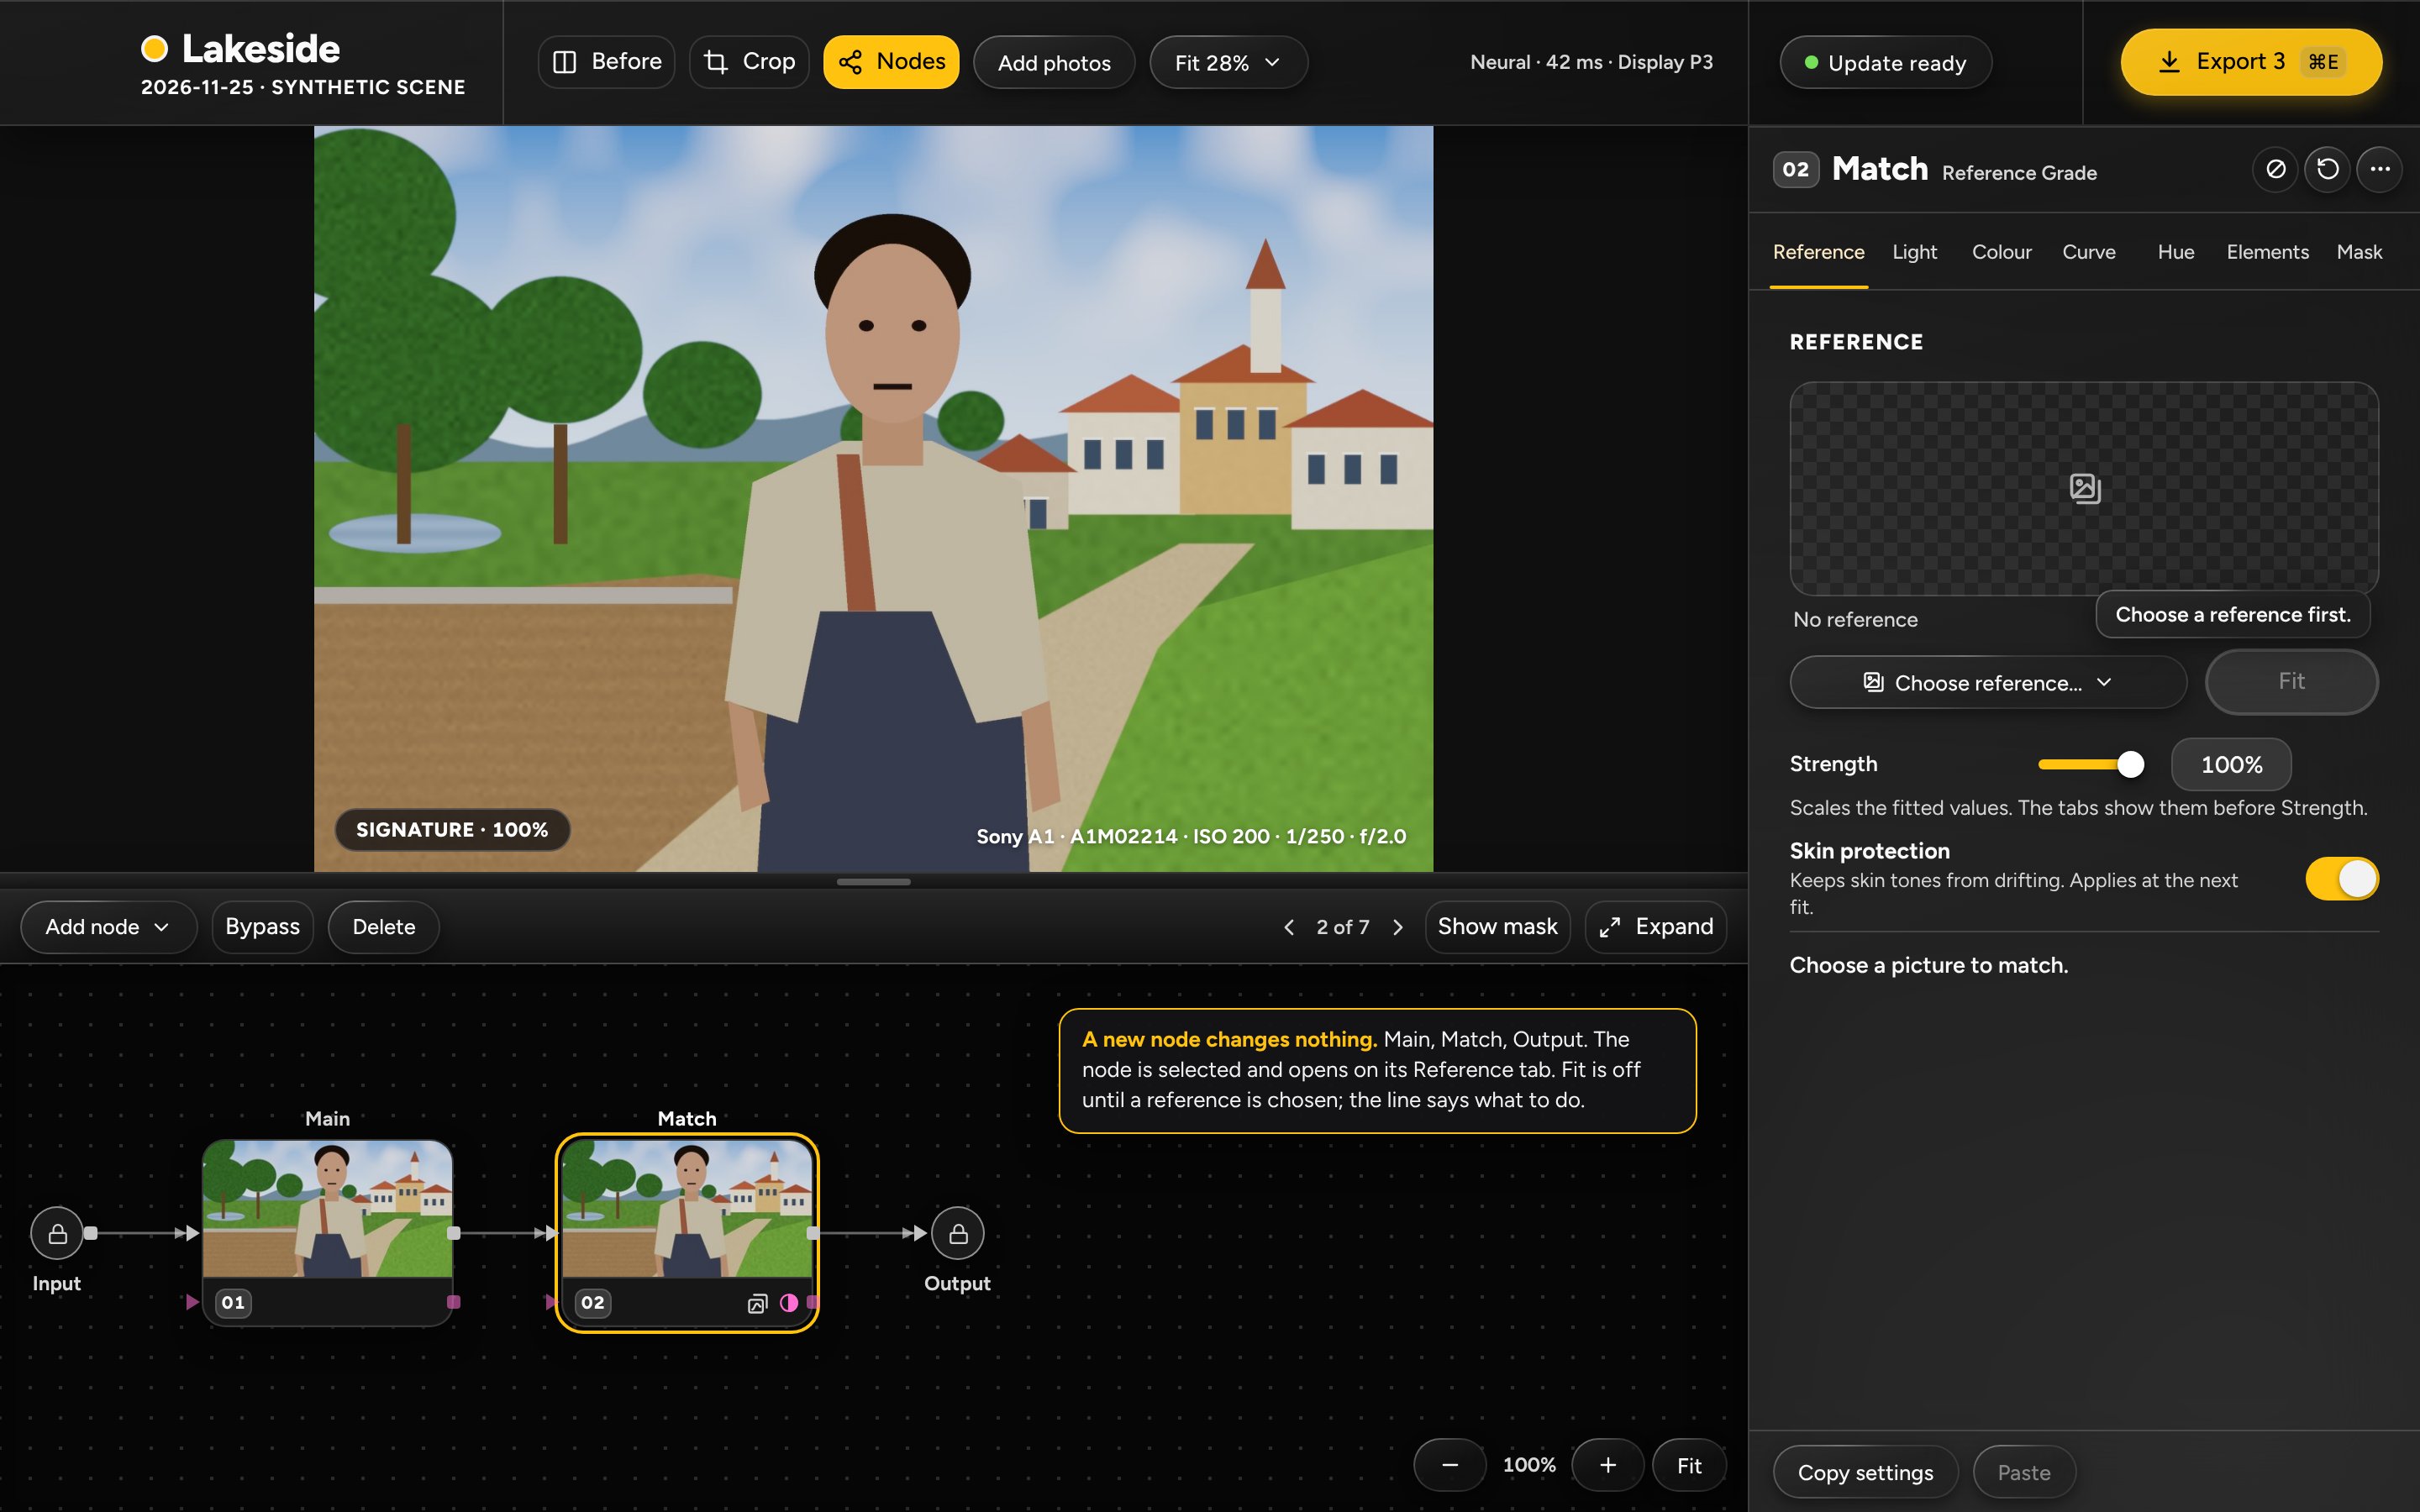 Lakeside
2026-11-25 · SYNTHETIC SCENE
Before
Crop
Nodes
Add photos
Fit 28%
Neural · 42 ms · Display P3
Update ready
Export 3 ⌘E
02 Match Reference Grade
Reference Light Colour Curve Hue Elements Mask
REFERENCE
No reference
Choose a reference first.
Choose reference...
Fit
Strength
100%
Scales the fitted values. The tabs show them before Strength.
Skin protection
Keeps skin tones from drifting. Applies at the next
fit.
Choose a picture to match.
SIGNATURE · 100%
Sony A1 · A1M02214 · ISO 200 · 1/250 · f/2.0
Add node
Bypass
Delete
2 of 7
Show mask
Expand
A new node changes nothing. Main, Match, Output. The
node is selected and opens on its Reference tab. Fit is off
until a reference is chosen; the line says what to do.
Main
Match
Input
Output
01
02
100%
Fit
Copy settings
Paste